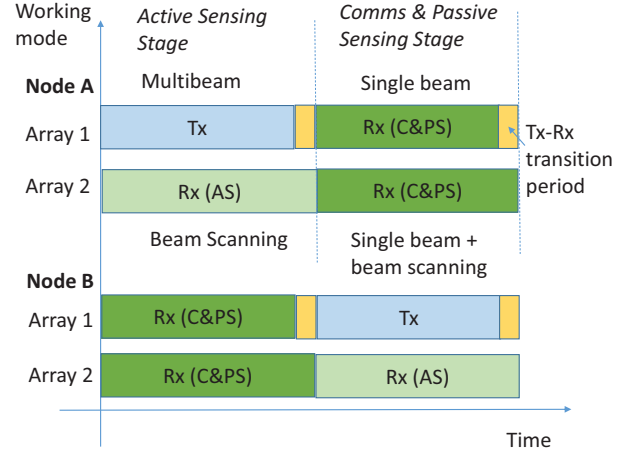 Working
mode
Active Sensing
Stage
Comms & Passive
Sensing Stage
Node A
Multibeam
Single beam
Array 1
Tx
Rx (C&PS)
Tx-Rx
transition
period
Array 2
Rx (AS)
Rx (C&PS)
Beam Scanning
Single beam +
beam scanning
Node B
Array 1
Rx (C&PS)
Tx
Array 2
Rx (C&PS)
Rx (AS)
Time